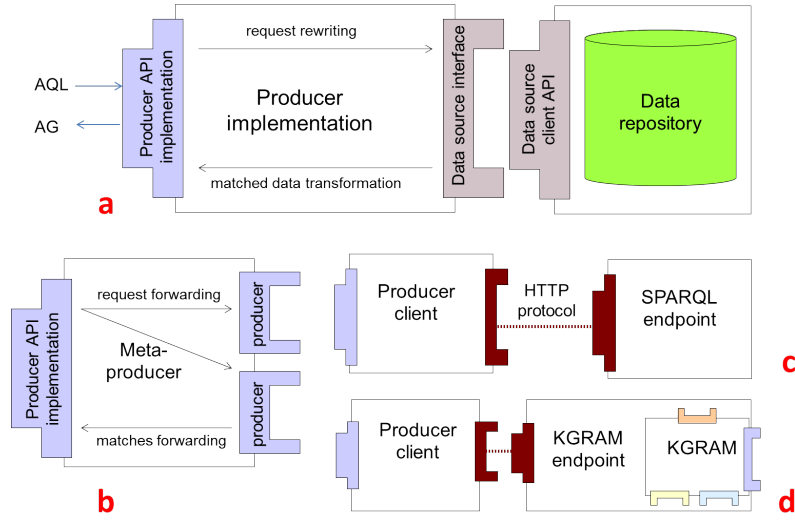 request rewriting
AQL
AG
Producer API
implementation
Producer
implementation
Data source interface
Data source
client API
Data
repository
matched data transformation
a
Producer API
implementation
request forwarding
Meta-
producer
matches forwarding
producer
producer
b
Producer
client
HTTP
protocol
SPARQL
endpoint
c
Producer
client
KGRAM
endpoint
KGRAM
d